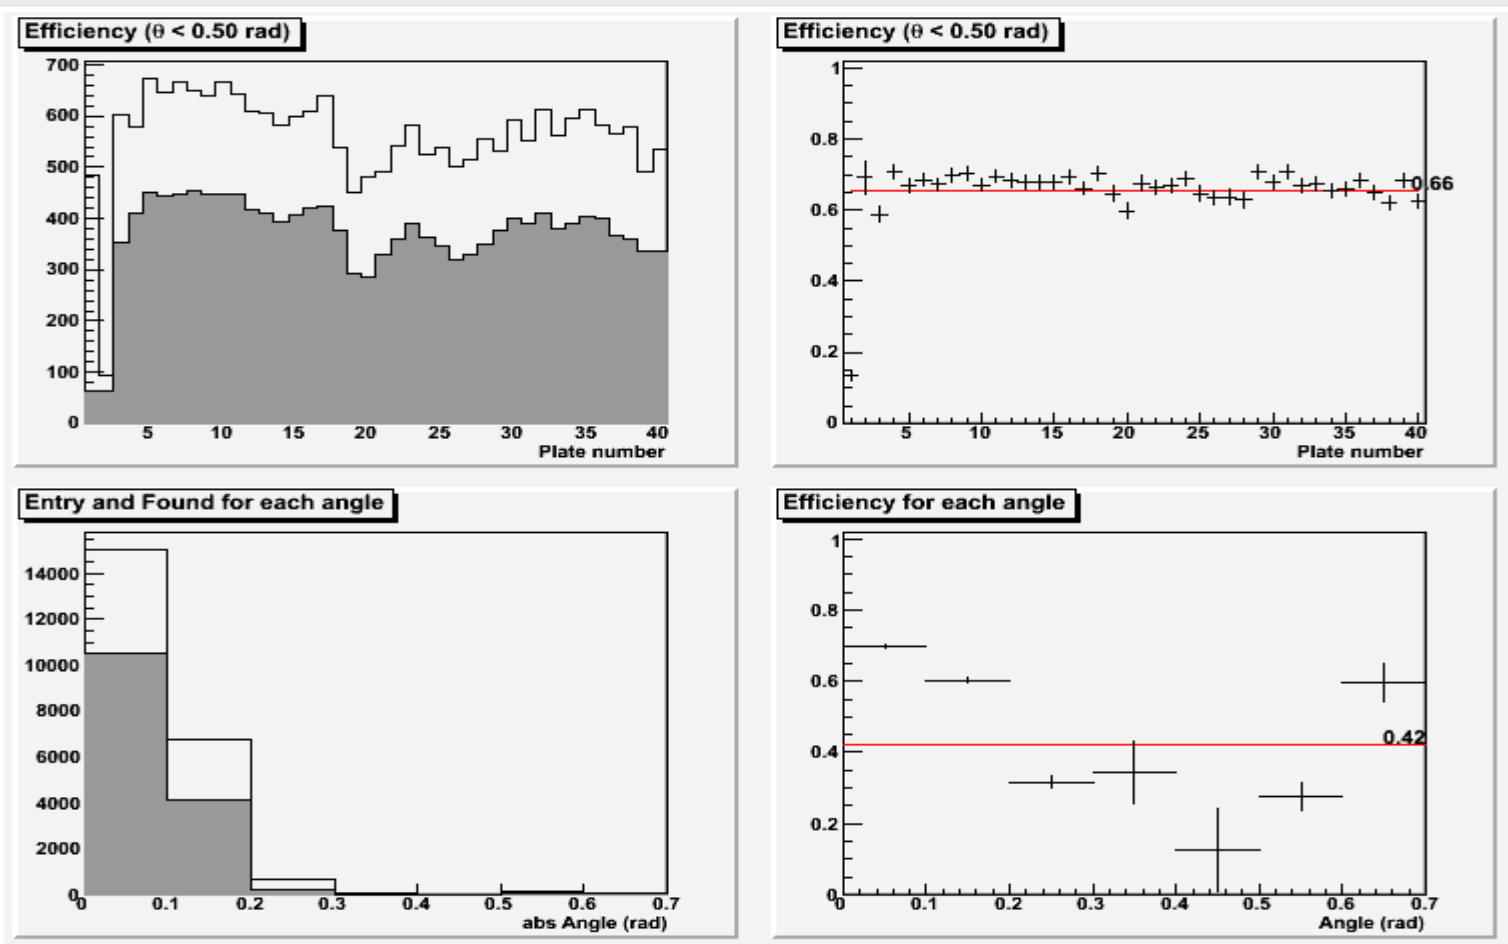 Efficiency (θ < 0.50 rad)
700
600
500
400
300
200
100
0
5 10 15 20 25 30 35 40
Plate number
Efficiency (θ < 0.50 rad)
1
0.8
0.6
0.4
0.2
0
0.66
5 10 15 20 25 30 35 40
Plate number
Entry and Found for each angle
14000
12000
10000
8000
6000
4000
2000
0
0 0.1 0.2 0.3 0.4 0.5 0.6 0.7
abs Angle (rad)
Efficiency for each angle
1
0.8
0.6
0.4
0.2
0
0.42
0 0.1 0.2 0.3 0.4 0.5 0.6 0.7
Angle (rad)